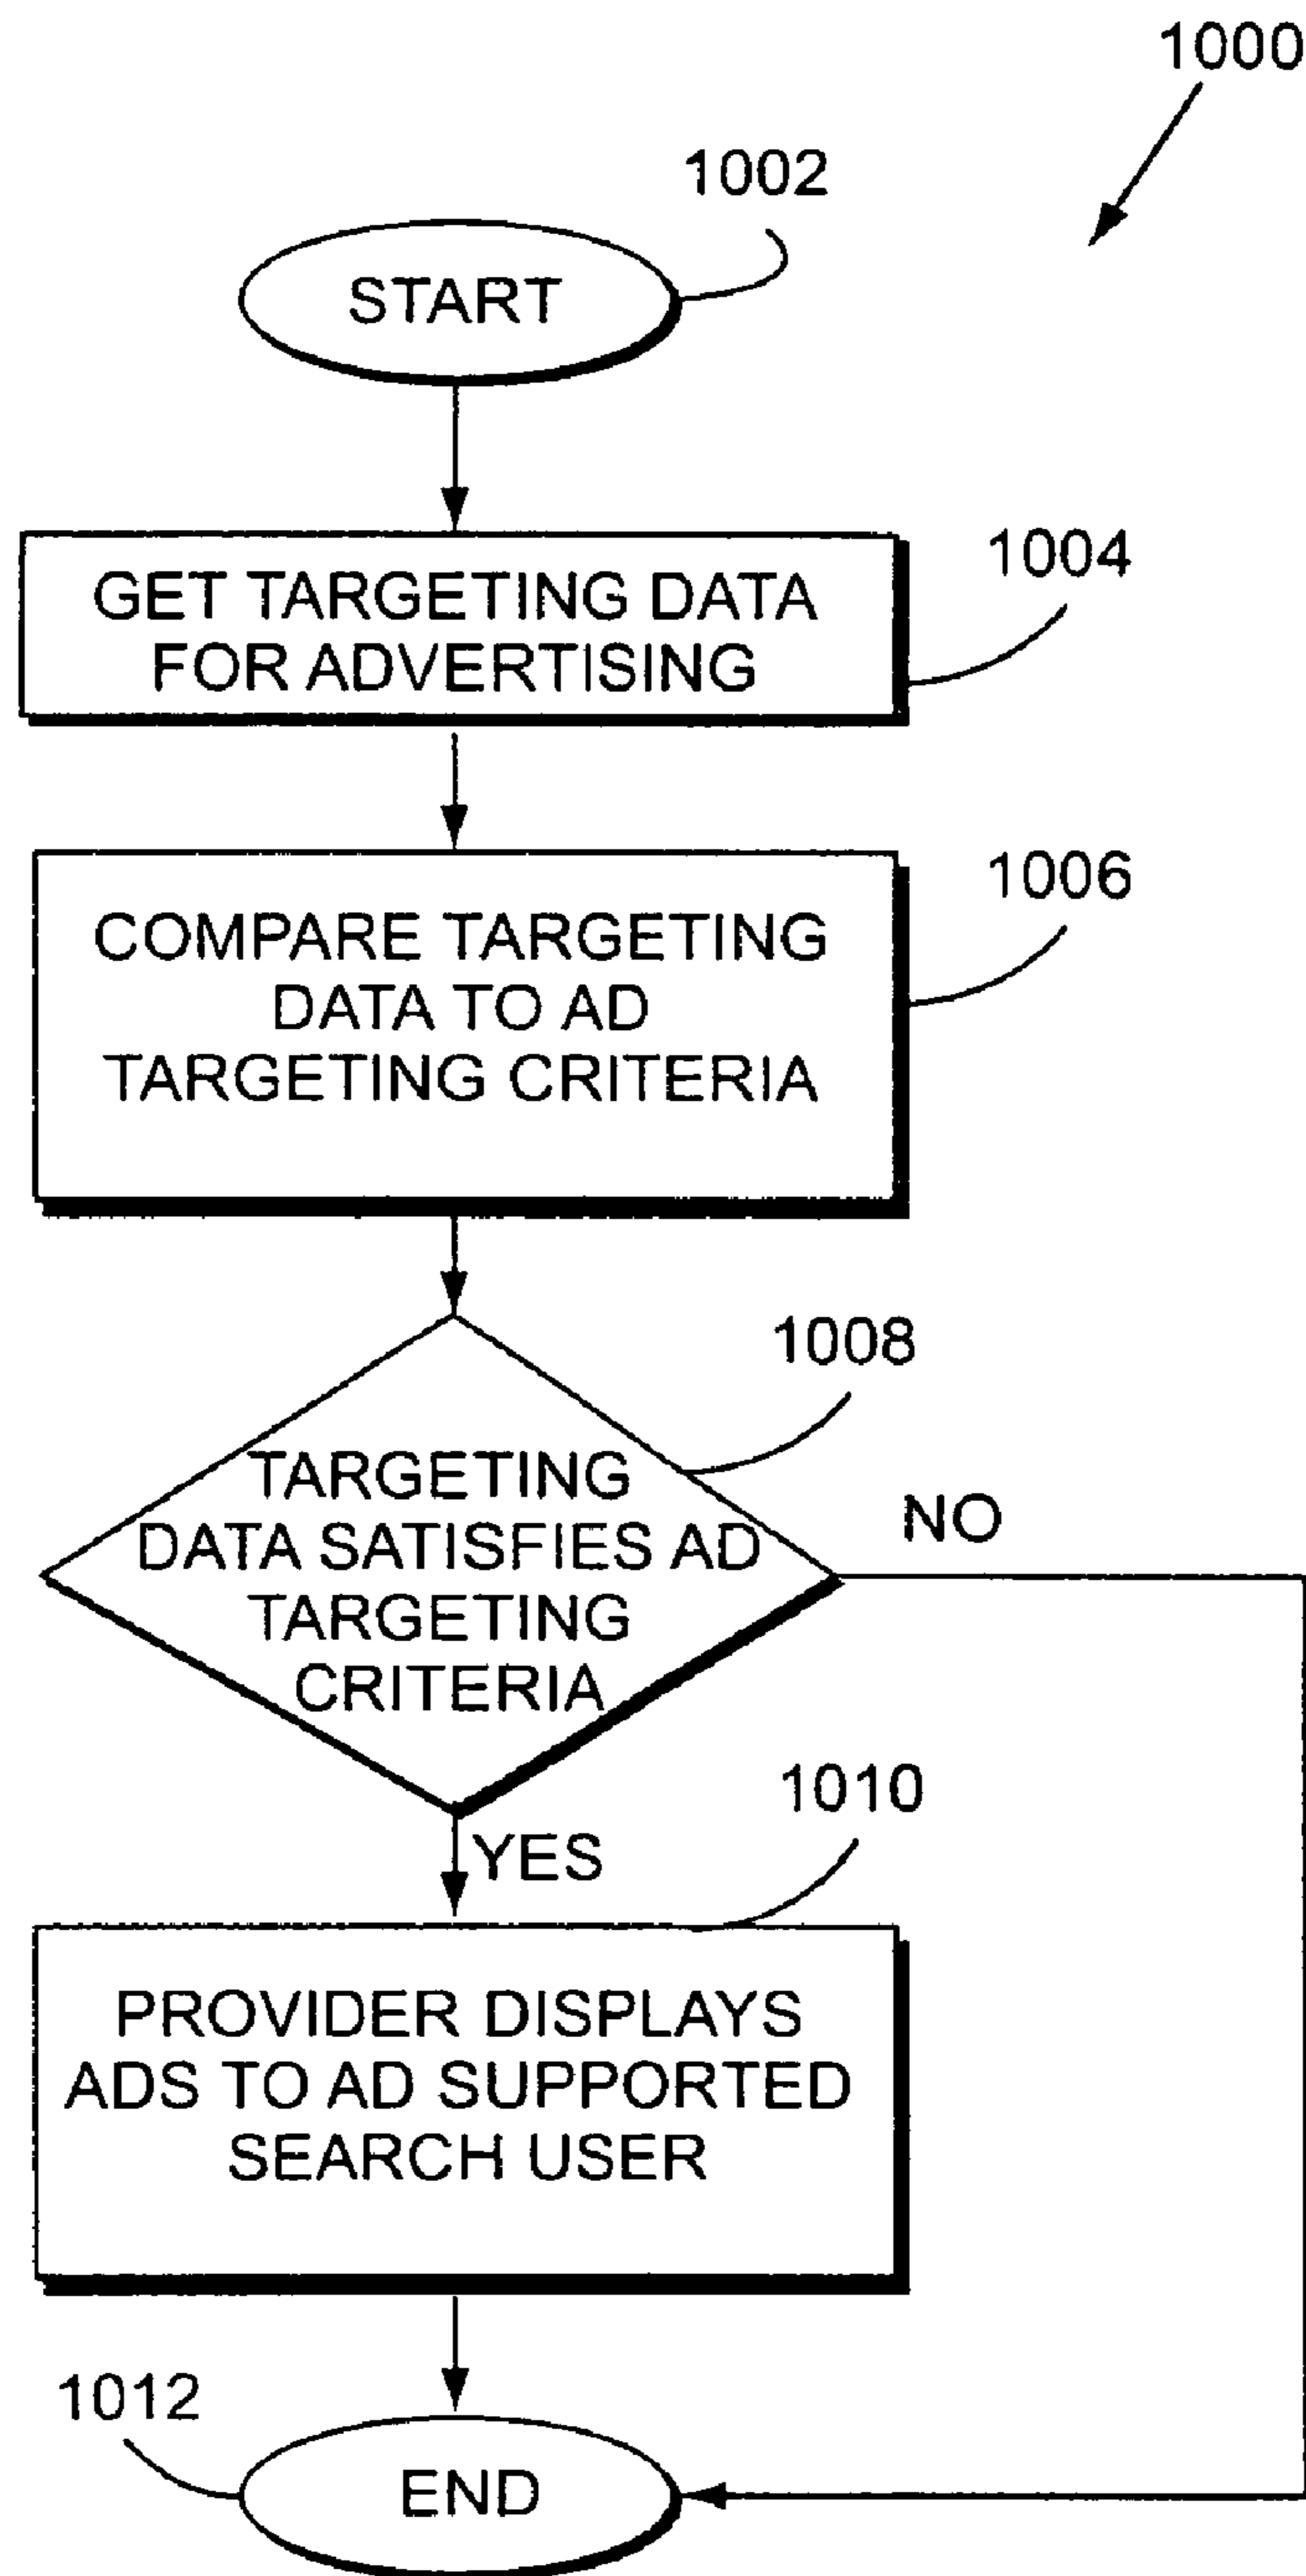 1000
1002
START
1004
GET TARGETING DATA
FOR ADVERTISING
1006
COMPARE TARGETING
DATA TO AD
TARGETING CRITERIA
1008
TARGETING
DATA SATISFIES AD
TARGETING
CRITERIA
NO
YES
1010
PROVIDER DISPLAYS
ADS TO AD SUPPORTED
SEARCH USER
1012
END